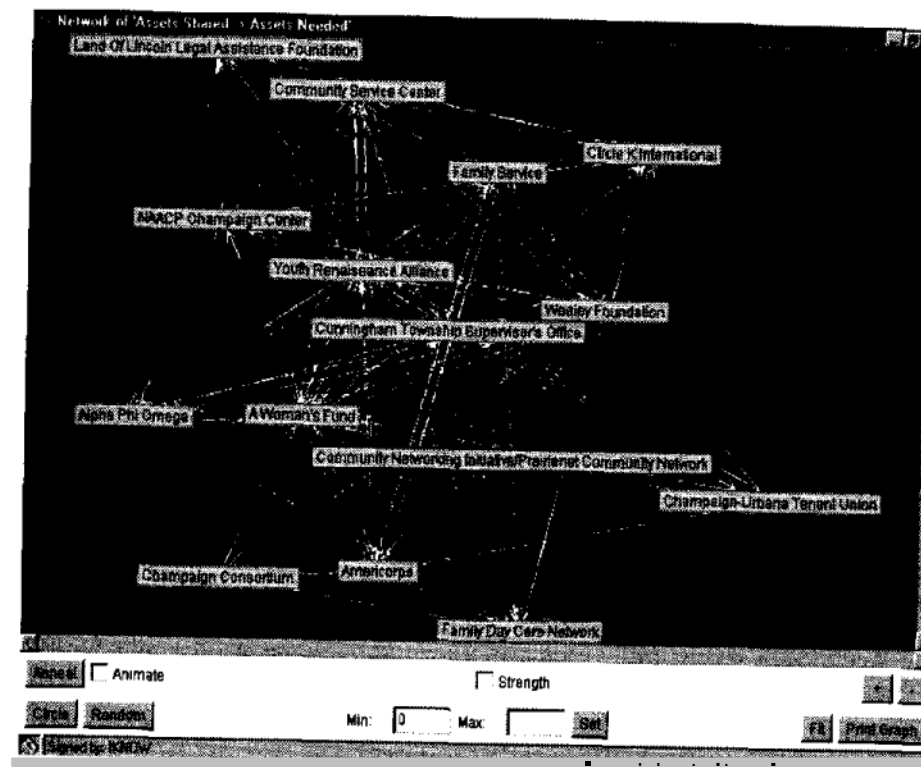 Network of 'Assets Shared -> Assets Needed'
Land Of Lincoln Legal Assistance Foundation
Community Service Center
Circle K International
Family Service
NAACP Champaign Center
Youth Renaissance Alliance
Wesley Foundation
Cunningham Township Supervisor's Office
Alpha Phi Omega
A Woman's Fund
Community Networking Initiative/Prairienet Community Network
Champaign-Urbana Tenant Union
Champaign Consortium
Americorps
Family Day Care Network
Animate
Strength
+
-
Circle
Random
Min:
0
Max:
Set
Fit
Print Graph
Signed by: IKNOW